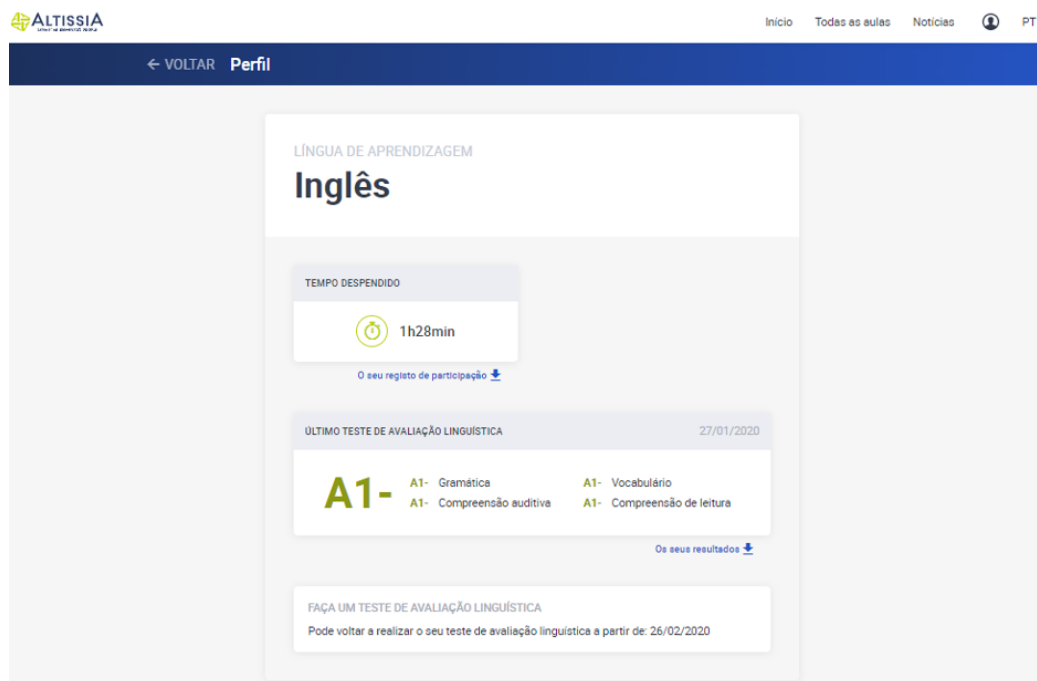 ALTISSIA
Início Todas as aulas Notícias PT
← VOLTAR Perfil
LÍNGUA DE APRENDIZAGEM
Inglês
TEMPO DESPENDIDO
1h28min
O seu registo de participação
ÚLTIMO TESTE DE AVALIAÇÃO LINGUÍSTICA 27/01/2020
A1-
A1- Gramática A1- Vocabulário
A1- Compreensão auditiva A1- Compreensão de leitura
Os seus resultados
FAÇA UM TESTE DE AVALIAÇÃO LINGUÍSTICA
Pode voltar a realizar o seu teste de avaliação linguística a partir de: 26/02/2020